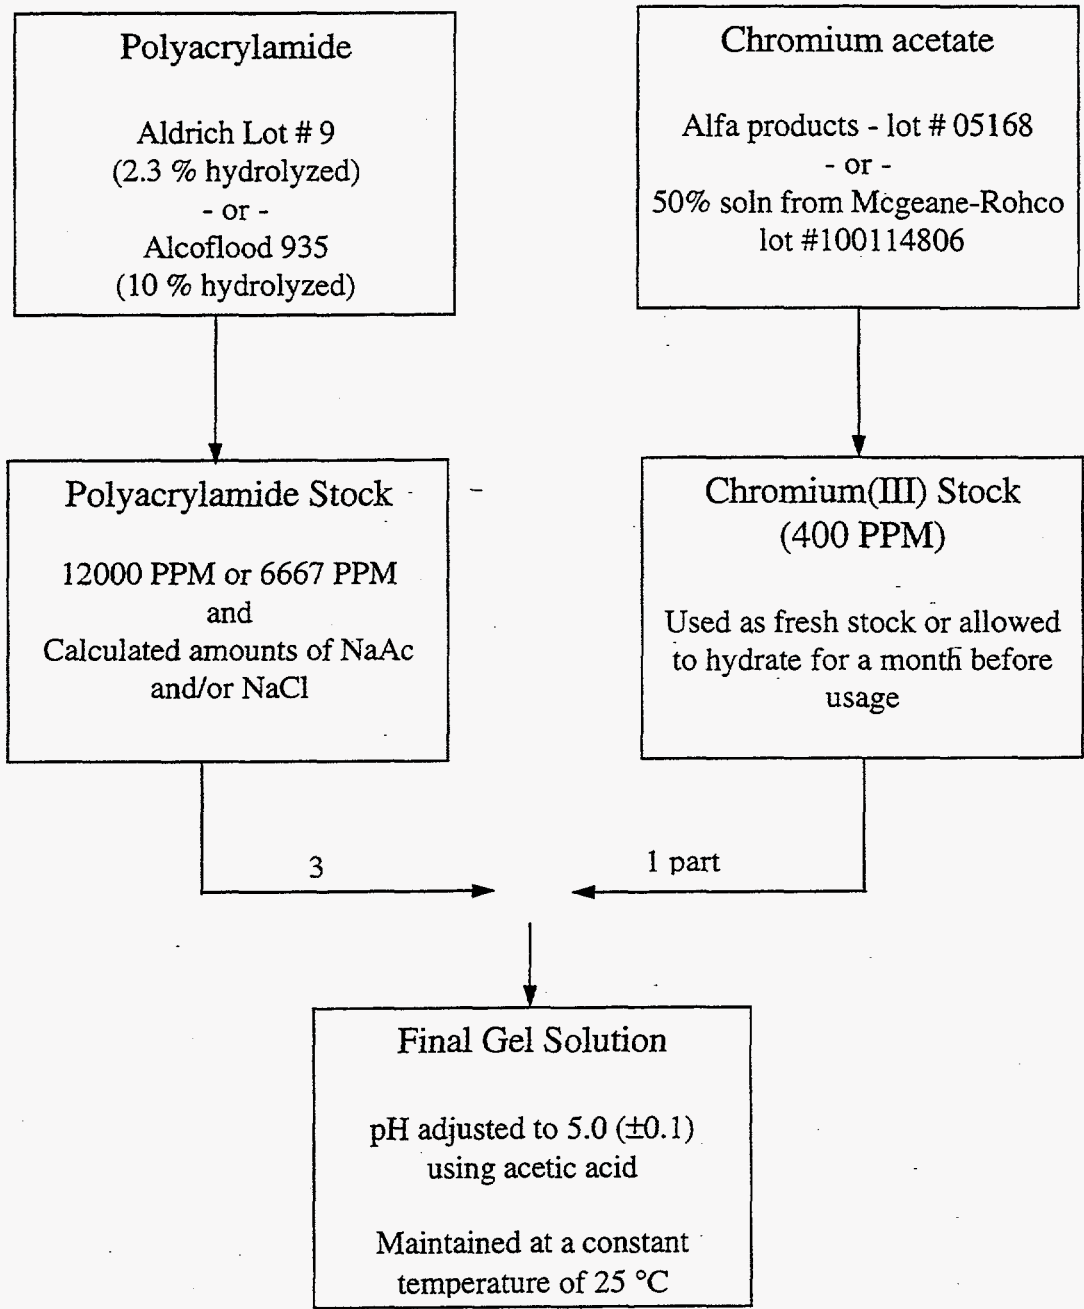 Polyacrylamide
Aldrich Lot # 9
(2.3 % hydrolyzed)
- or -
Alcoflood 935
(10 % hydrolyzed)
Chromium acetate
Alfa products - lot # 05168
- or -
50% soln from Mcgeane-Rohco
lot #100114806
Polyacrylamide Stock
12000 PPM or 6667 PPM
and
Calculated amounts of NaAc
and/or NaCl
Chromium(III) Stock
(400 PPM)
Used as fresh stock or allowed
to hydrate for a month before
usage
3
1 part
Final Gel Solution
pH adjusted to 5.0 (±0.1)
using acetic acid
Maintained at a constant
temperature of 25 °C